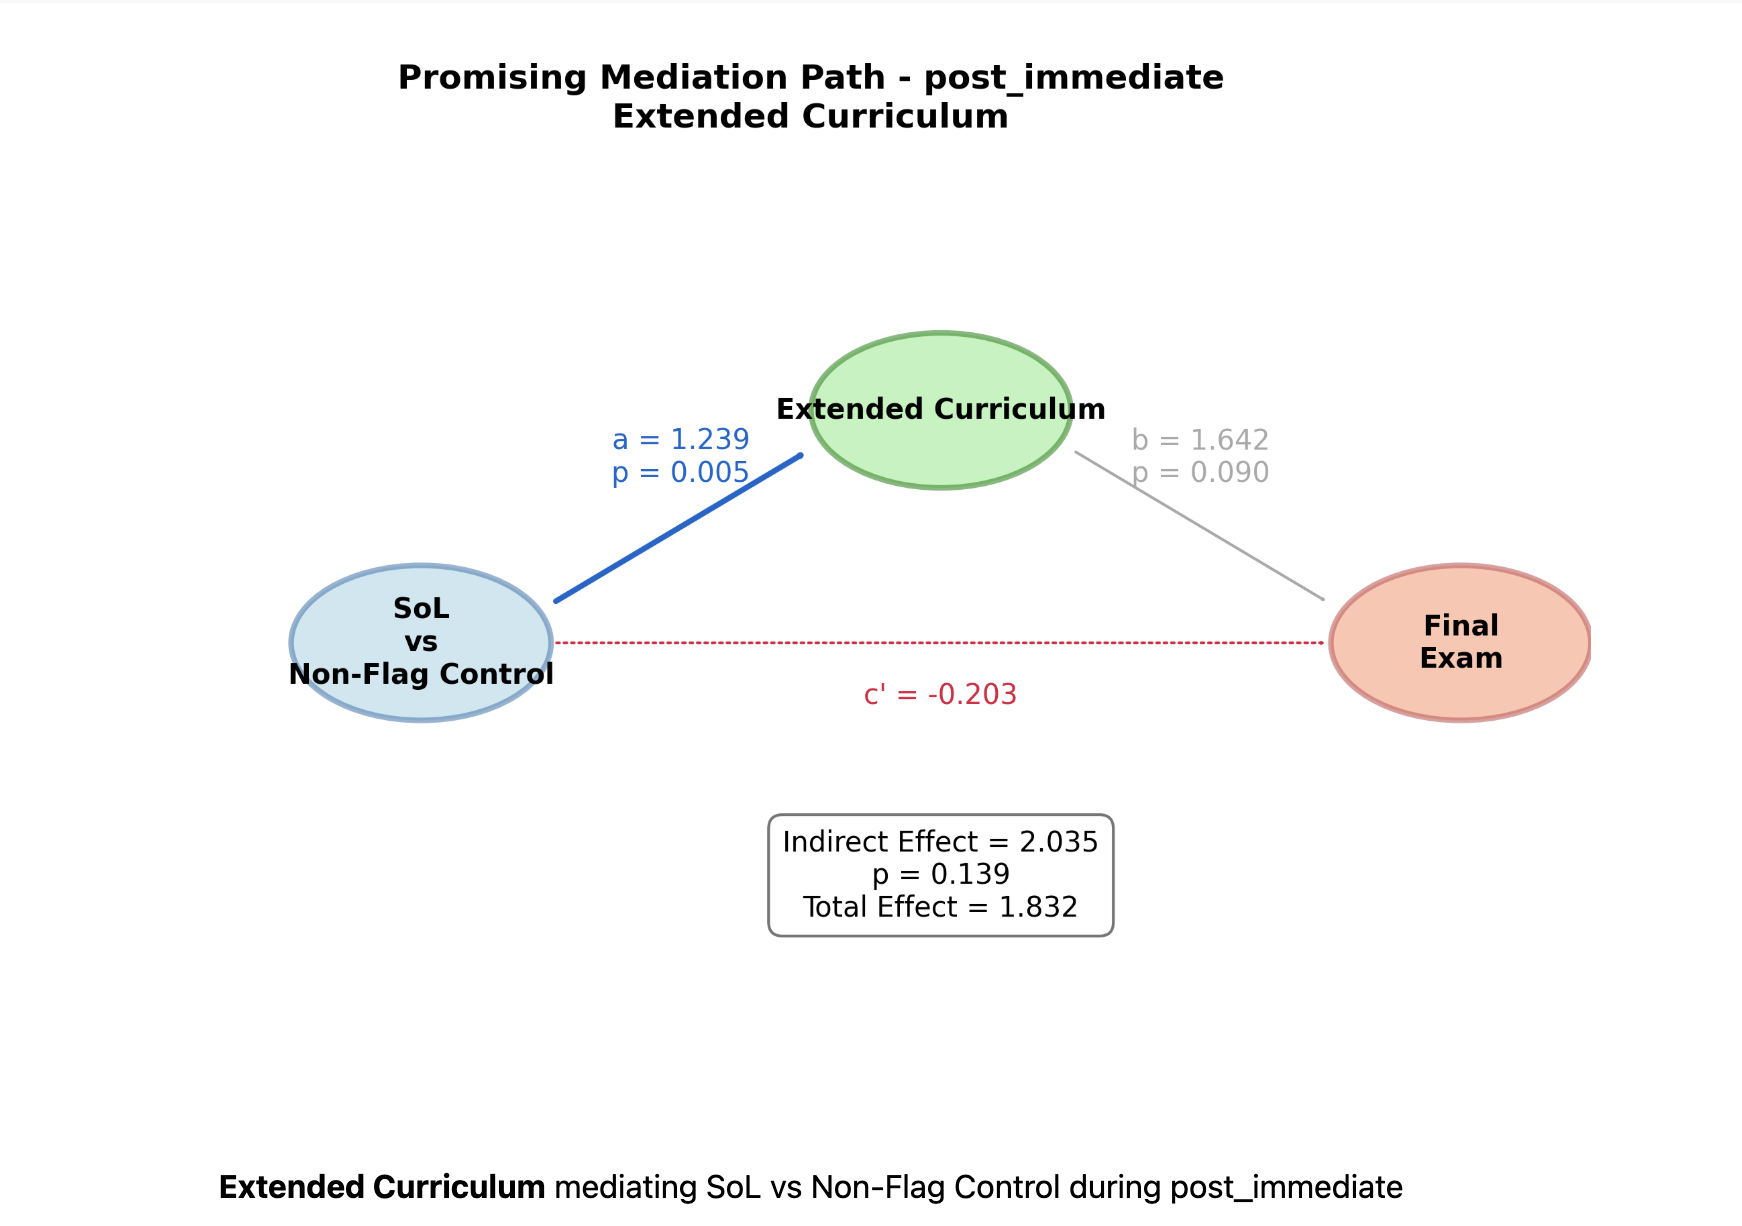 Promising Mediation Path - post_immediate
Extended Curriculum
Extended Curriculum
a = 1.239
p = 0.005
b = 1.642
p = 0.090
SoL
vs
Non-Flag Control
Final
Exam
c' = -0.203
Indirect Effect = 2.035
p = 0.139
Total Effect = 1.832
Extended Curriculum mediating SoL vs Non-Flag Control during post_immediate